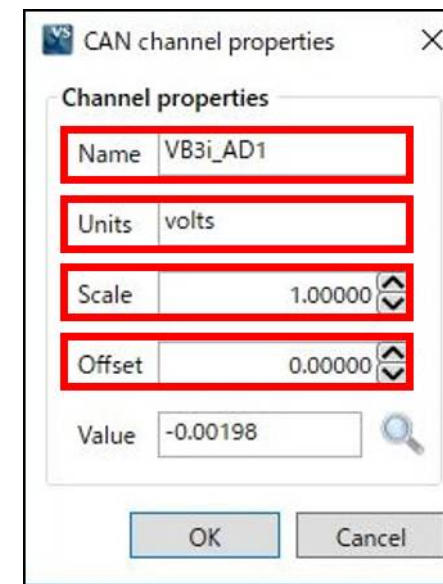 VS CAN channel properties
Channel properties
Name VB3i_AD1
Units volts
Scale 1.00000
Offset 0.00000
Value -0.00198
OK Cancel